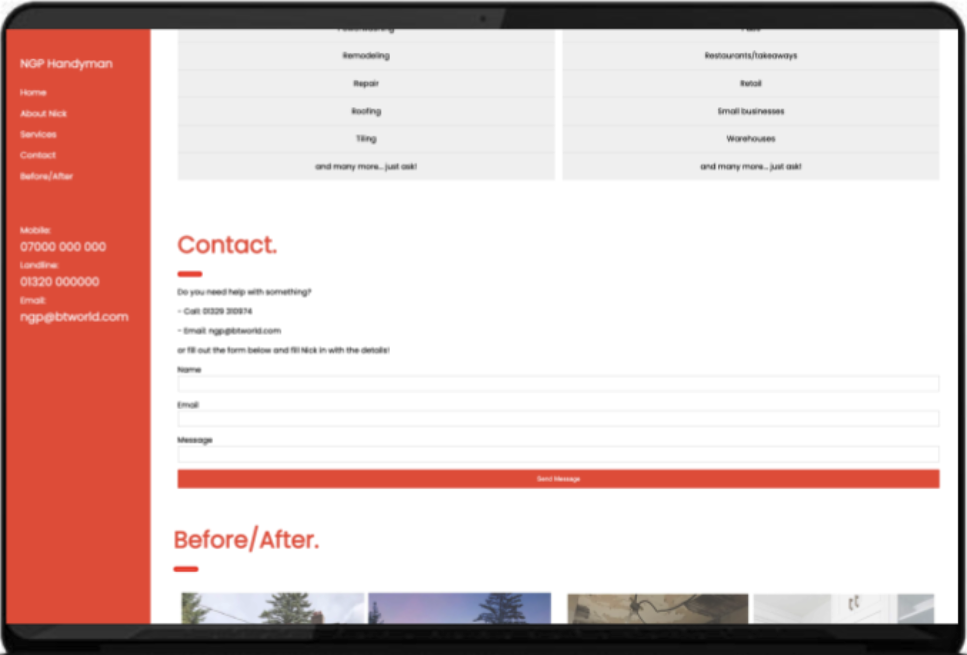 NGP Handyman
Home
About Nick
Services
Contact
Before/After
Mobile:
07000 000 000
Landline:
01320 000000
Email:
ngp@btworld.com
Remodeling
Repair
Roofing
Tiling
and many more... just ask!
Restaurants/takeaways
Retail
Small businesses
Warehouses
and many more... just ask!
Contact.
Do you need help with something?
- Call: 01329 310974
- Email: ngp@btworld.com
or fill out the form below and fill Nick in with the details!
Name
Email
Message
Send Message
Before/After.